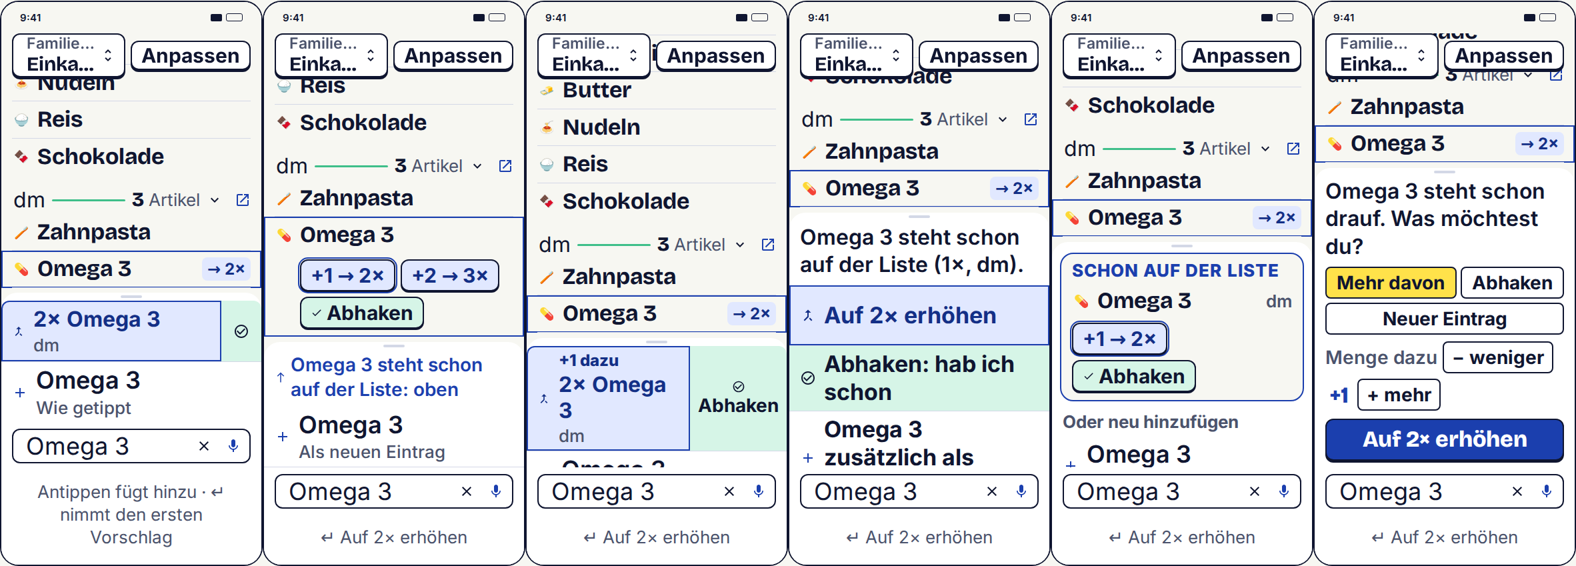 9:41
Familie...
Einka...
Anpassen
Nudeln
Reis
Schokolade
dm
3 Artikel
Zahnpasta
Omega 3
→ 2×
2× Omega 3
dm
Omega 3
Wie getippt
Omega 3
Antippen fügt hinzu · ↵
nimmt den ersten
Vorschlag
9:41
Familie...
Einka...
Anpassen
Reis
Schokolade
dm
3 Artikel
Zahnpasta
Omega 3
+1 → 2×
+2 → 3×
✓ Abhaken
↑ Omega 3 steht schon
auf der Liste: oben
+ Omega 3
Als neuen Eintrag
Omega 3
↵ Auf 2× erhöhen
9:41
Familie...
Einka...
Anpassen
Butter
Nudeln
Reis
Schokolade
dm
3 Artikel
Zahnpasta
Omega 3
→ 2×
+1 dazu
2× Omega
3
dm
Abhaken
Omega 3
Omega 3
↵ Auf 2× erhöhen
9:41
Familie...
Einka...
Anpassen
Schokolade
dm
3 Artikel
Zahnpasta
Omega 3
→ 2×
Omega 3 steht schon
auf der Liste (1×, dm).
Auf 2× erhöhen
Abhaken: hab ich
schon
+ Omega 3
zusätzlich als
Omega 3
↵ Auf 2× erhöhen
9:41
Familie...
Einka...
Anpassen
Schokolade
dm
3 Artikel
Zahnpasta
Omega 3
→ 2×
SCHON AUF DER LISTE
Omega 3
dm
+1 → 2×
✓ Abhaken
Oder neu hinzufügen
+ Omega 3
Omega 3
↵ Auf 2× erhöhen
9:41
Familie...
Einka...
Anpassen
dm
3 Artikel
Zahnpasta
Omega 3
→ 2×
Omega 3 steht schon
drauf. Was möchtest
du?
Mehr davon
Abhaken
Neuer Eintrag
Menge dazu
− weniger
+1
+ mehr
Auf 2× erhöhen
Omega 3
↵ Auf 2× erhöhen